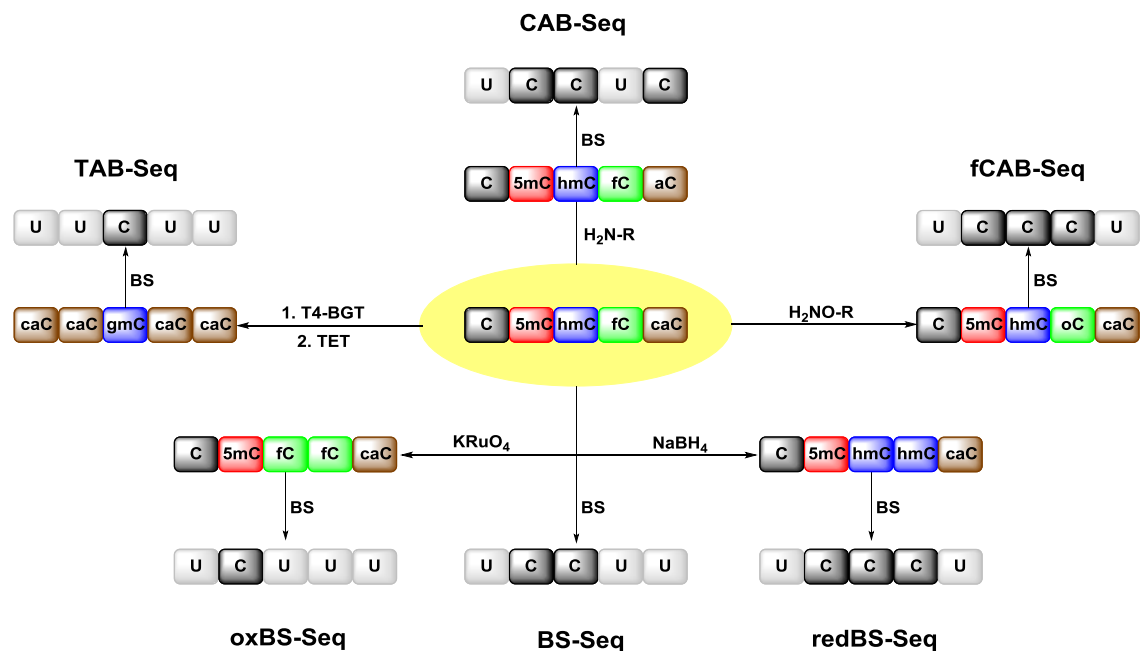 CAB-Seq
U C C U C
BS
TAB-Seq
C 5mC hmC fC aC
fCAB-Seq
U U C U U
H2N-R
U C C C U
BS
BS
caC caC gmC caC caC
1. T4-BGT
2. TET
C 5mC hmC fC caC
H2NO-R
C 5mC hmC oC caC
C 5mC fC fC caC
KRuO4
NaBH4
C 5mC hmC hmC caC
BS
BS
BS
U C U U U
U C C U U
U C C C U
oxBS-Seq
BS-Seq
redBS-Seq